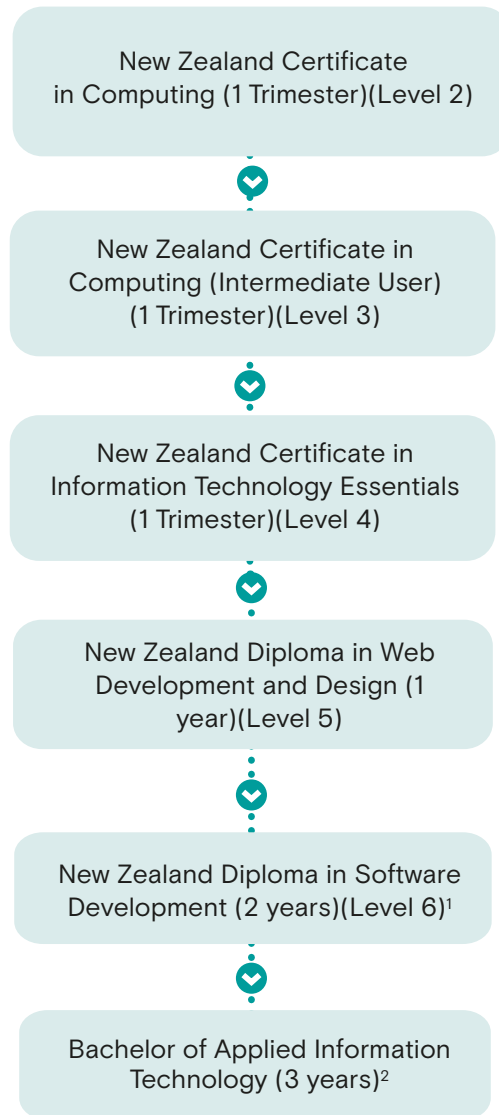 New Zealand Certificate
in Computing (1 Trimester)(Level 2)
New Zealand Certificate in
Computing (Intermediate User)
(1 Trimester)(Level 3)
New Zealand Certificate in
Information Technology Essentials
(1 Trimester)(Level 4)
New Zealand Diploma in Web
Development and Design (1
year)(Level 5)
New Zealand Diploma in Software
Development (2 years)(Level 6)¹
Bachelor of Applied Information
Technology (3 years)²